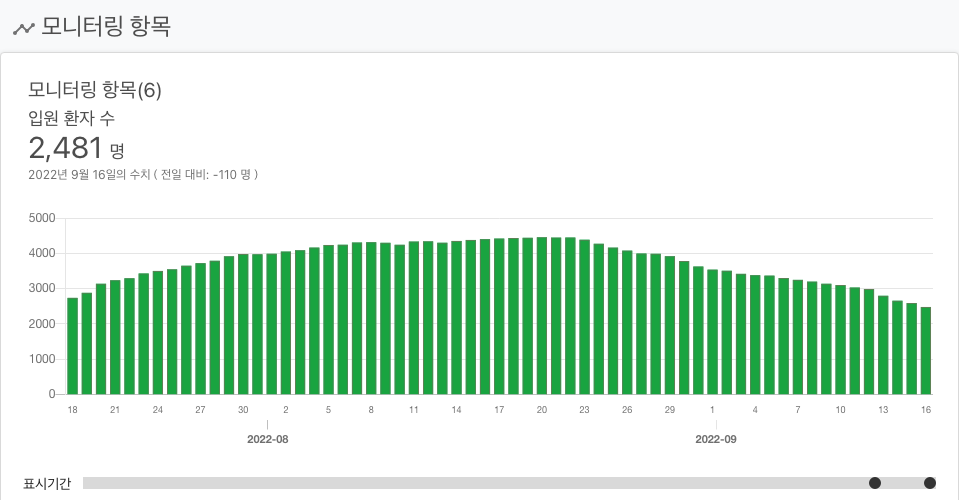 모니터링 항목
모니터링 항목(6)
입원 환자 수
2,481 명
2022년 9월 16일의 수치 ( 전일 대비: -110 명 )
5000
4000
3000
2000
1000
0
18 21 24 27 30 2 5 8 11 14 17 20 23 26 29 1 4 7 10 13 16
2022-08 2022-09
표시기간